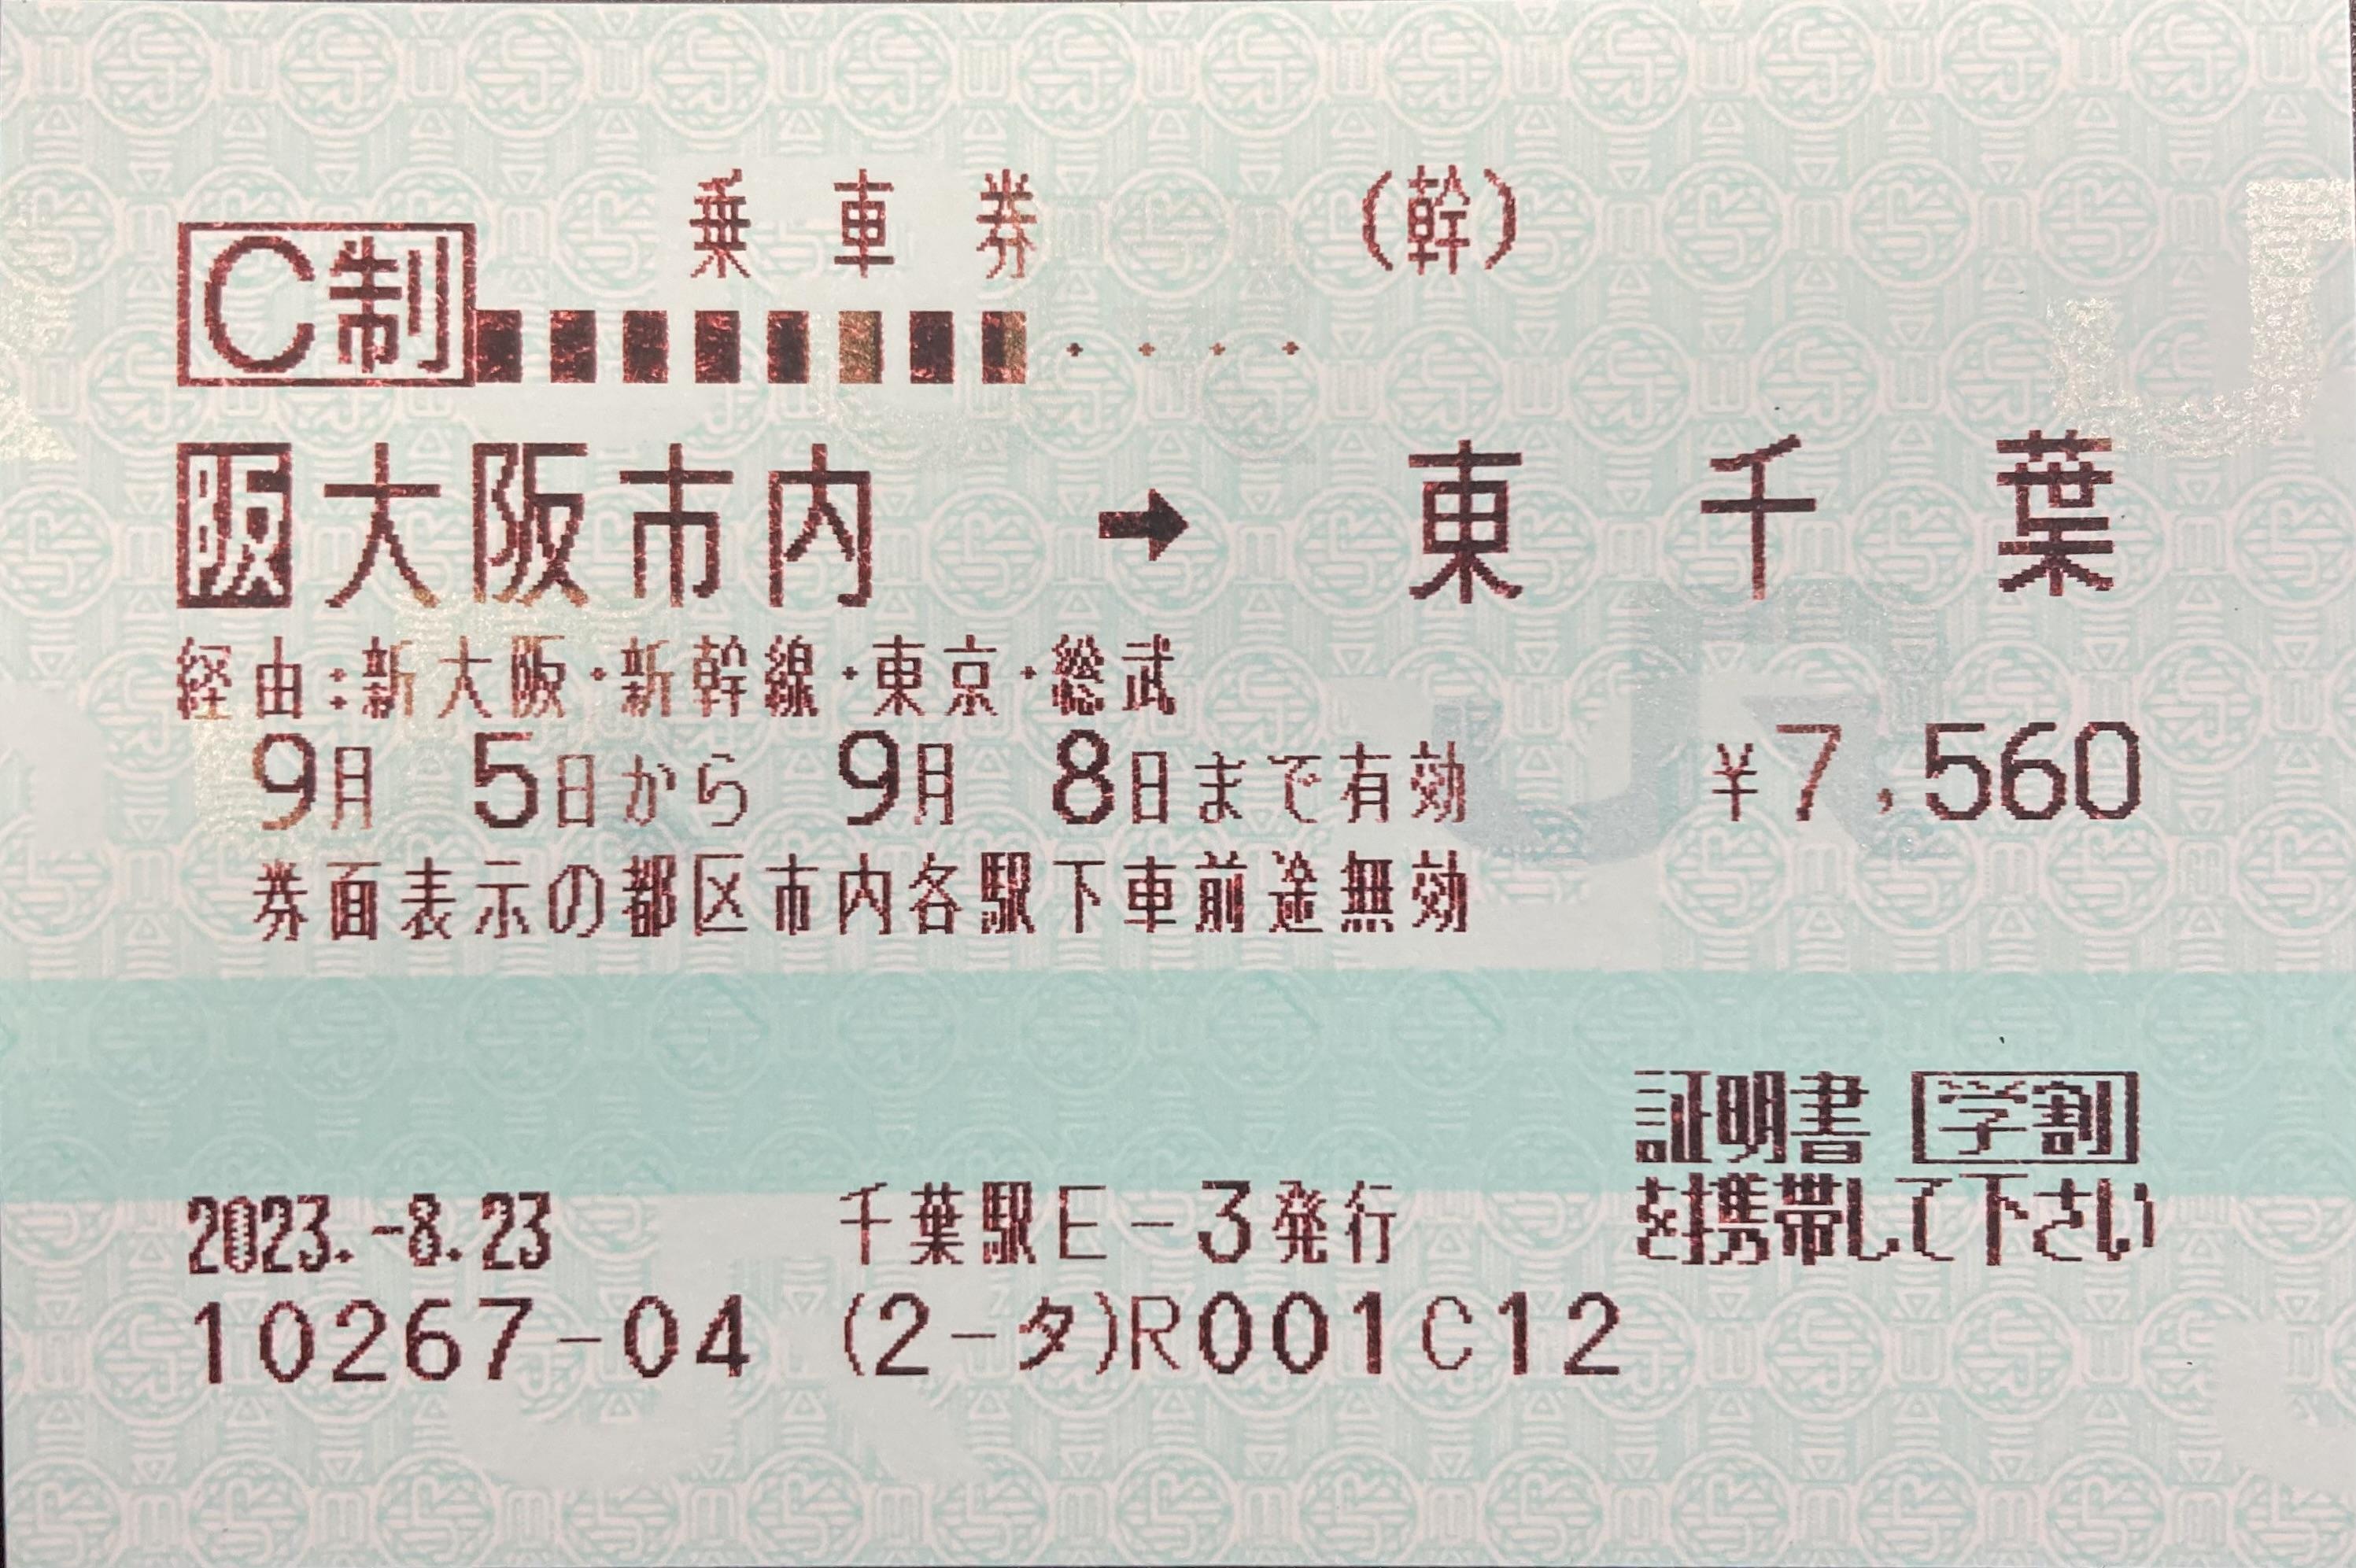 乗車券 (幹)
C制
阪 大阪市内 → 東千葉
経由:新大阪・新幹線・東京・総武
9月 5日から 9月 8日まで有効 ¥7,560
券面表示の都区市内各駅下車前途無効
証明書 学割
を携帯して下さい
2023.-8.23 千葉駅E-3発行
10267-04 (2-タ)R001C12